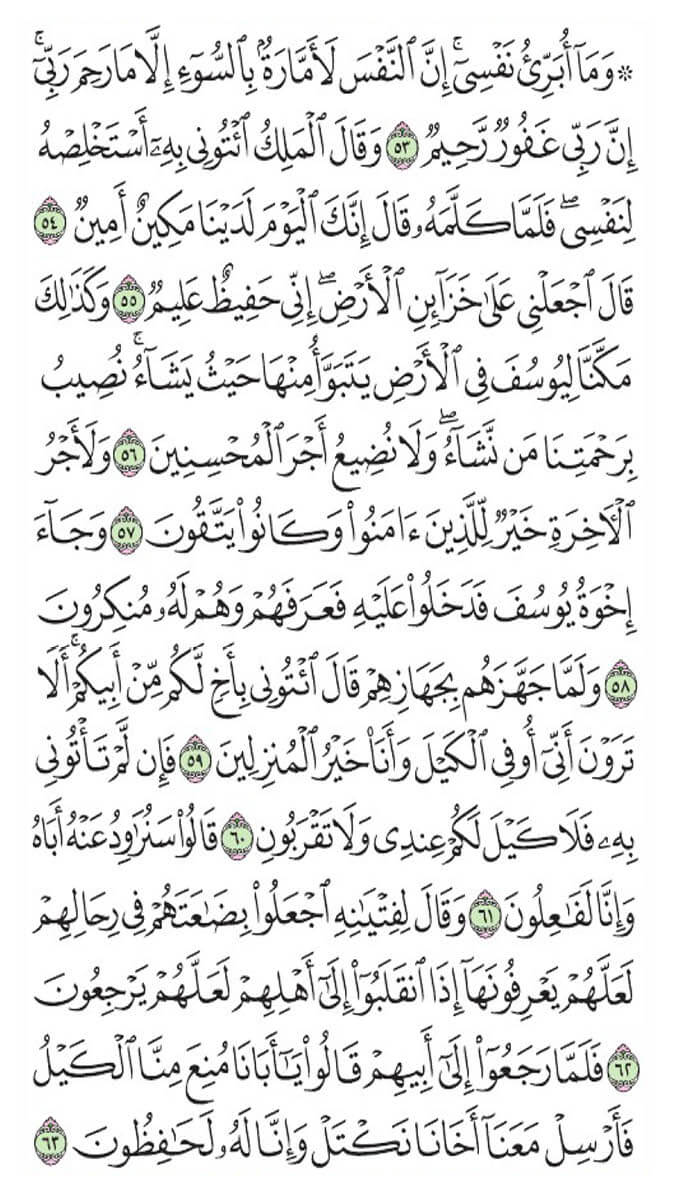 ۞ وَمَآ أُبَرِّئُ نَفْسِىٓ ۚ إِنَّ ٱلنَّفْسَ لَأَمَّارَةٌۢ بِٱلسُّوٓءِ إِلَّا مَا رَحِمَ رَبِّىٓ ۚ
إِنَّ رَبِّى غَفُورٌ رَّحِيمٌ ٥٣ وَقَالَ ٱلْمَلِكُ ٱئْتُونِى بِهِۦٓ أَسْتَخْلِصْهُ
لِنَفْسِى ۖ فَلَمَّا كَلَّمَهُۥ قَالَ إِنَّكَ ٱلْيَوْمَ لَدَيْنَا مَكِينٌ أَمِينٌ ٥٤
قَالَ ٱجْعَلْنِى عَلَىٰ خَزَآئِنِ ٱلْأَرْضِ ۖ إِنِّى حَفِيظٌ عَلِيمٌ ٥٥ وَكَذَٰلِكَ
مَكَّنَّا لِيُوسُفَ فِى ٱلْأَرْضِ يَتَبَوَّأُ مِنْهَا حَيْثُ يَشَآءُ ۚ نُصِيبُ
بِرَحْمَتِنَا مَن نَّشَآءُ ۖ وَلَا نُضِيعُ أَجْرَ ٱلْمُحْسِنِينَ ٥٦ وَلَأَجْرُ
ٱلْـَٔاخِرَةِ خَيْرٌ لِّلَّذِينَ ءَامَنُوا۟ وَكَانُوا۟ يَتَّقُونَ ٥٧ وَجَآءَ
إِخْوَةُ يُوسُفَ فَدَخَلُوا۟ عَلَيْهِ فَعَرَفَهُمْ وَهُمْ لَهُۥ مُنكِرُونَ
٥٨ وَلَمَّا جَهَّزَهُم بِجَهَازِهِمْ قَالَ ٱئْتُونِى بِأَخٍ لَّكُم مِّنْ أَبِيكُمْ ۚ أَلَا
تَرَوْنَ أَنِّىٓ أُوفِى ٱلْكَيْلَ وَأَنَا۠ خَيْرُ ٱلْمُنزِلِينَ ٥٩ فَإِن لَّمْ تَأْتُونِى
بِهِۦ فَلَا كَيْلَ لَكُمْ عِندِى وَلَا تَقْرَبُونِ ٦٠ قَالُوا۟ سَنُرَٰوِدُ عَنْهُ أَبَاهُ
وَإِنَّا لَفَٰعِلُونَ ٦١ وَقَالَ لِفِتْيَٰنِهِ ٱجْعَلُوا۟ بِضَٰعَتَهُمْ فِى رِحَالِهِمْ
لَعَلَّهُمْ يَعْرِفُونَهَآ إِذَا ٱنقَلَبُوٓا۟ إِلَىٰٓ أَهْلِهِمْ لَعَلَّهُمْ يَرْجِعُونَ
٦٢ فَلَمَّا رَجَعُوٓا۟ إِلَىٰٓ أَبِيهِمْ قَالُوا۟ يَٰٓأَبَانَا مُنِعَ مِنَّا ٱلْكَيْلُ
فَأَرْسِلْ مَعَنَآ أَخَانَا نَكْتَلْ وَإِنَّا لَهُۥ لَحَٰفِظُونَ ٦٣